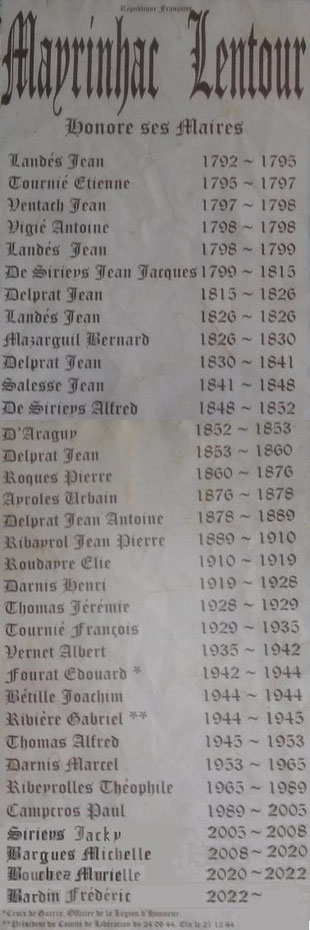 République Française
Mayrinhac Lentour
Honore ses Maires
Landés Jean 1792 ~ 1795
Tournié Etienne 1795 ~ 1797
Ventach Jean 1797 ~ 1798
Vigié Antoine 1798 ~ 1798
Landés Jean 1798 ~ 1799
De Sirieys Jean Jacques 1799 ~ 1815
Delprat Jean 1815 ~ 1826
Landés Jean 1826 ~ 1826
Mazarguil Bernard 1826 ~ 1830
Delprat Jean 1830 ~ 1841
Salesse Jean 1841 ~ 1848
De Sirieys Alfred 1848 ~ 1852
D'Araguy 1852 ~ 1853
Delprat Jean 1853 ~ 1860
Roques Pierre 1860 ~ 1876
Ayroles Urbain 1876 ~ 1878
Delprat Jean Antoine 1878 ~ 1889
Ribayrol Jean Pierre 1889 ~ 1910
Roudayre Elie 1910 ~ 1919
Darnis Henri 1919 ~ 1928
Thomas Jérémie 1928 ~ 1929
Tournié François 1929 ~ 1935
Vernet Albert 1935 ~ 1942
Fourat Edouard * 1942 ~ 1944
Bétille Joachim 1944 ~ 1944
Ribière Gabriel ** 1944 ~ 1945
Thomas Alfred 1945 ~ 1953
Darnis Marcel 1953 ~ 1965
Ribeyrolles Théophile 1965 ~ 1989
Campcros Paul 1989 ~ 2005
Sirieys Jacky 2005 ~ 2008
Bargues Michelle 2008 ~ 2020
Bouchez Murielle 2020 ~ 2022
Bardin Frédéric 2022 ~
*Croix de Guerre, Officier de la Légion d'Honneur.
**Président du Comité de Libération du 24 09 44, Elu le 21 12 44